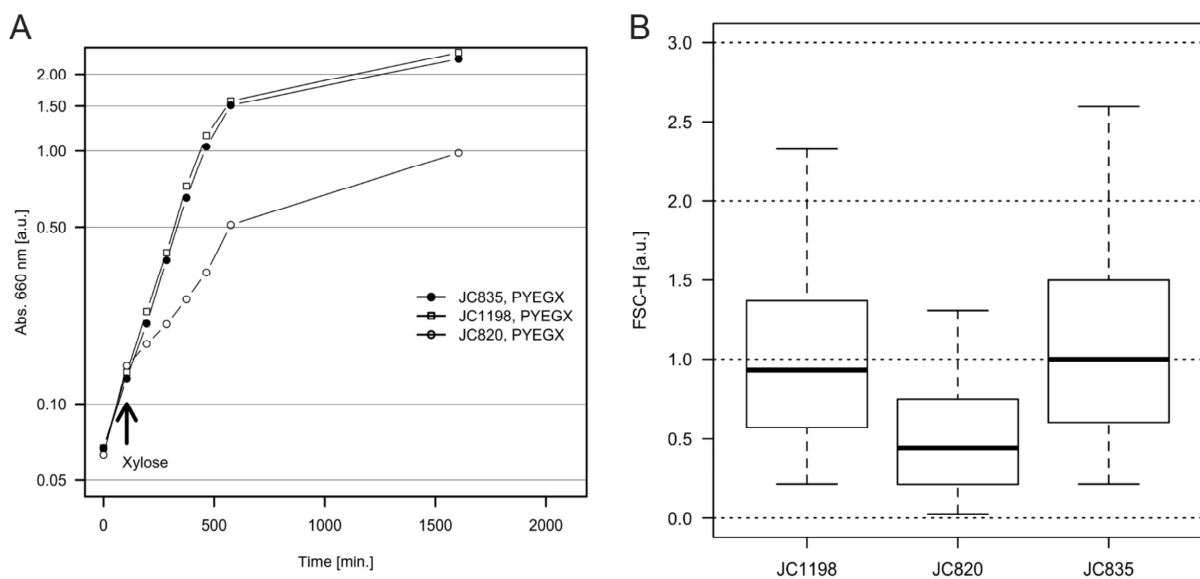 A
Abs. 660 nm [a.u.]
2.00
1.50
1.00
0.50
0.10
0.05
JC835, PYEGX
JC1198, PYEGX
JC820, PYEGX
Xylose
0 500 1000 1500 2000
Time [min.]
B
FSC-H [a.u.]
3.0
2.5
2.0
1.5
1.0
0.5
0.0
JC1198 JC820 JC835